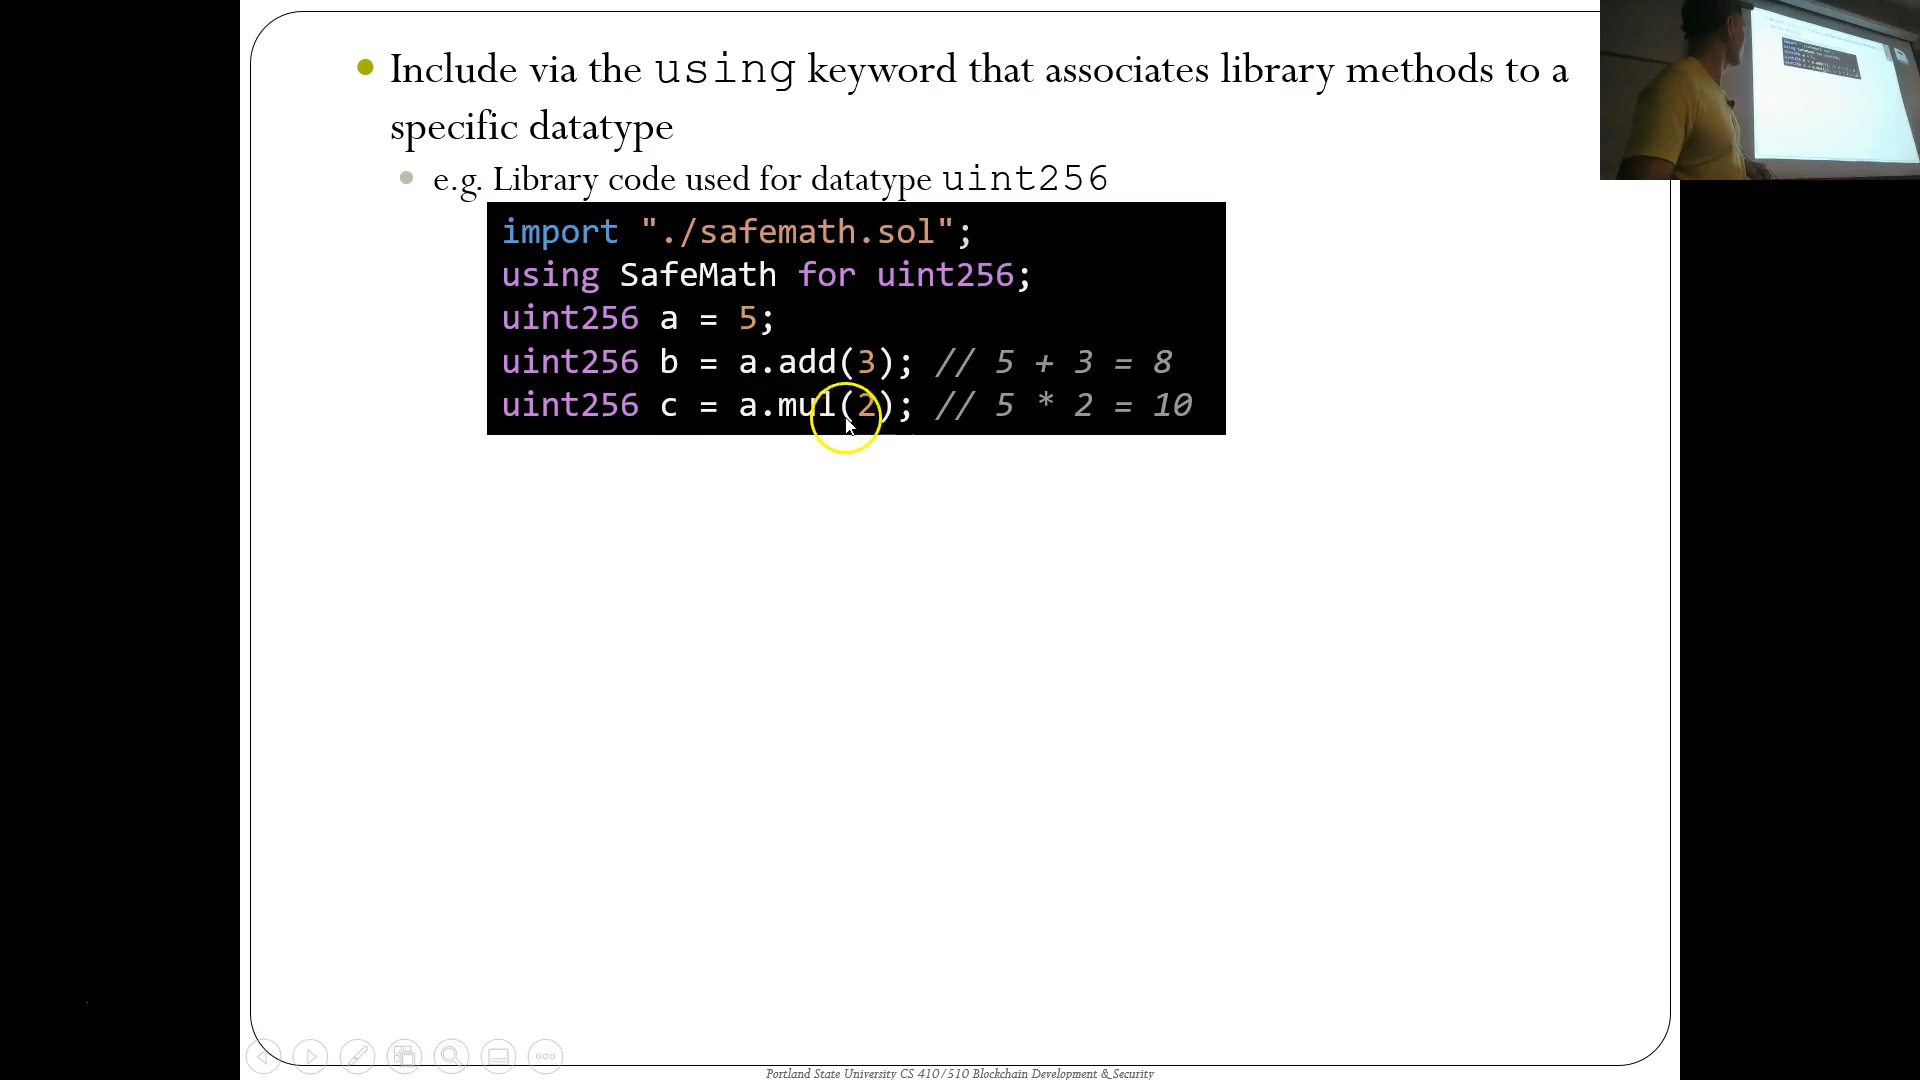 Include via the using keyword that associates library methods to a
specific datatype
e.g. Library code used for datatype uint256
import "./safemath.sol";
using SafeMath for uint256;
uint256 a = 5;
uint256 b = a.add(3); // 5 + 3 = 8
uint256 c = a.mul(2); // 5 * 2 = 10
Portland State University CS 410/510 Blockchain Development & Security